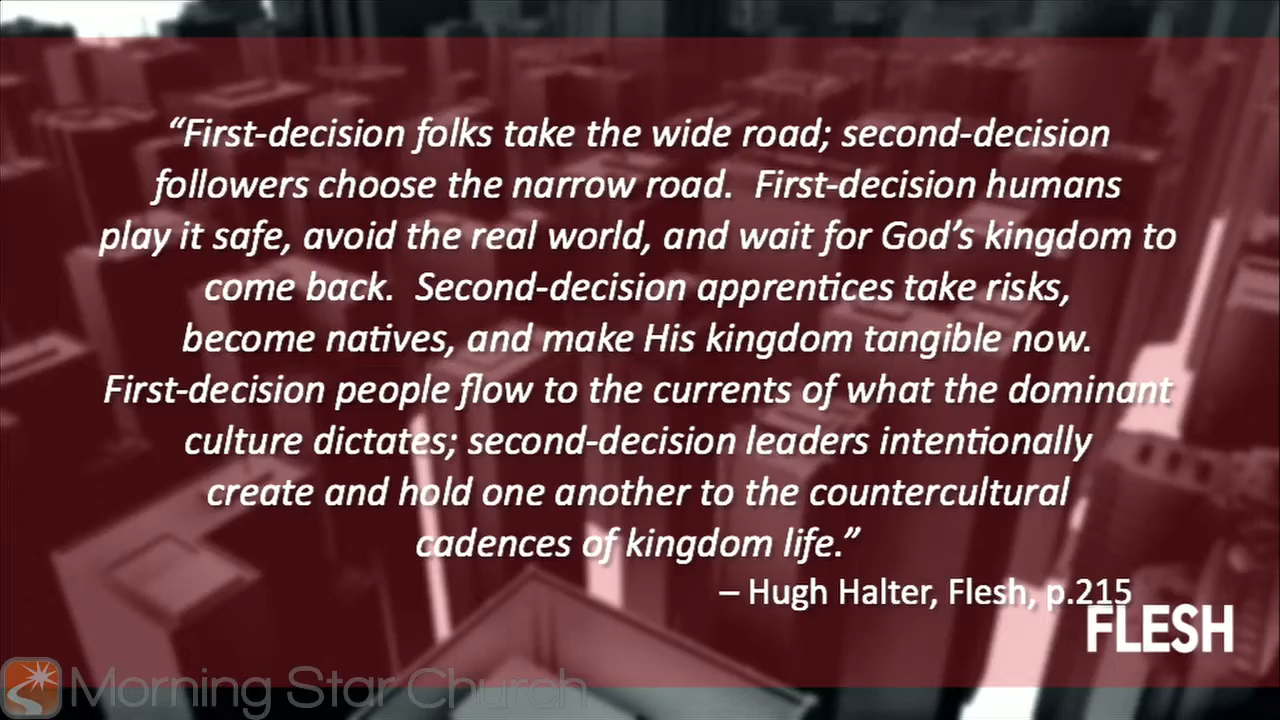 “First-decision folks take the wide road; second-decision
followers choose the narrow road.  First-decision humans
play it safe, avoid the real world, and wait for God’s kingdom to
come back.  Second-decision apprentices take risks,
become natives, and make His kingdom tangible now.
First-decision people flow to the currents of what the dominant
culture dictates; second-decision leaders intentionally
create and hold one another to the countercultural
cadences of kingdom life.”
– Hugh Halter, Flesh, p.215
FLESH
Morning Star Church